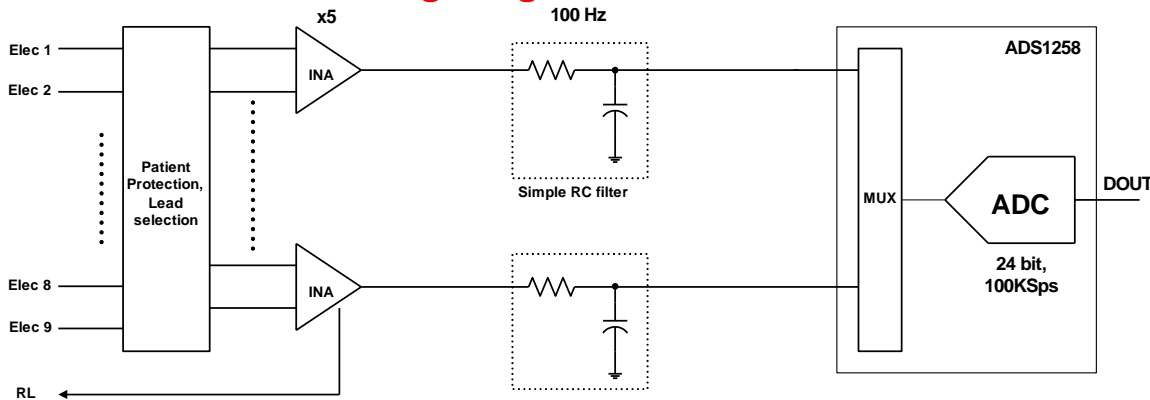 x5
100 Hz
ADS1258
Elec 1
INA
Elec 2
Patient
Protection,
Lead
selection
Simple RC filter
MUX
ADC
DOUT
24 bit,
100KSps
Elec 8
INA
Elec 9
RL